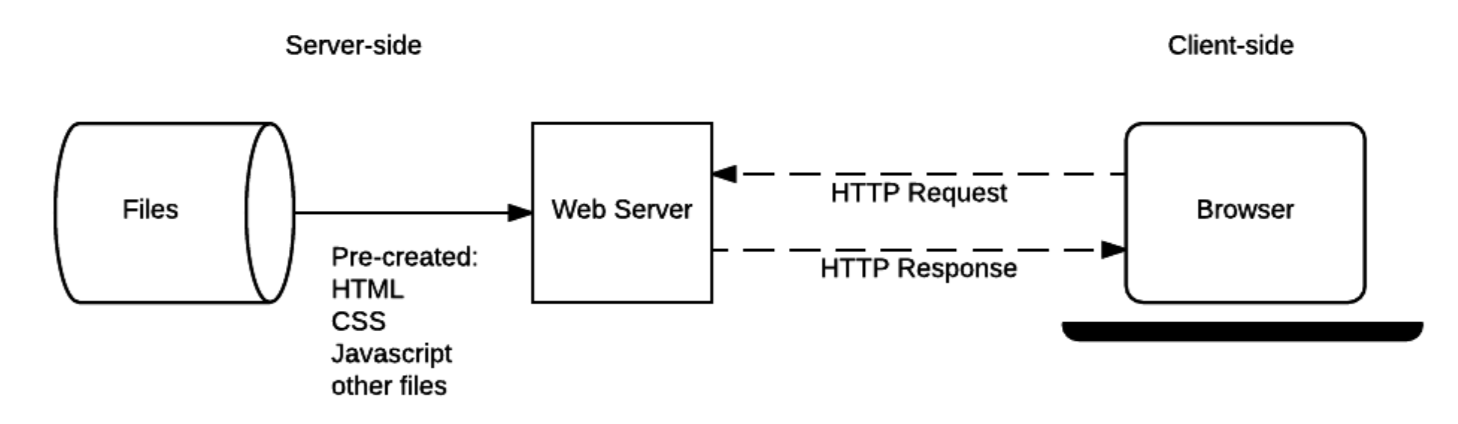 Server-side
Client-side
Files
Web Server
HTTP Request
Browser
HTTP Response
Pre-created:
HTML
CSS
Javascript
other files